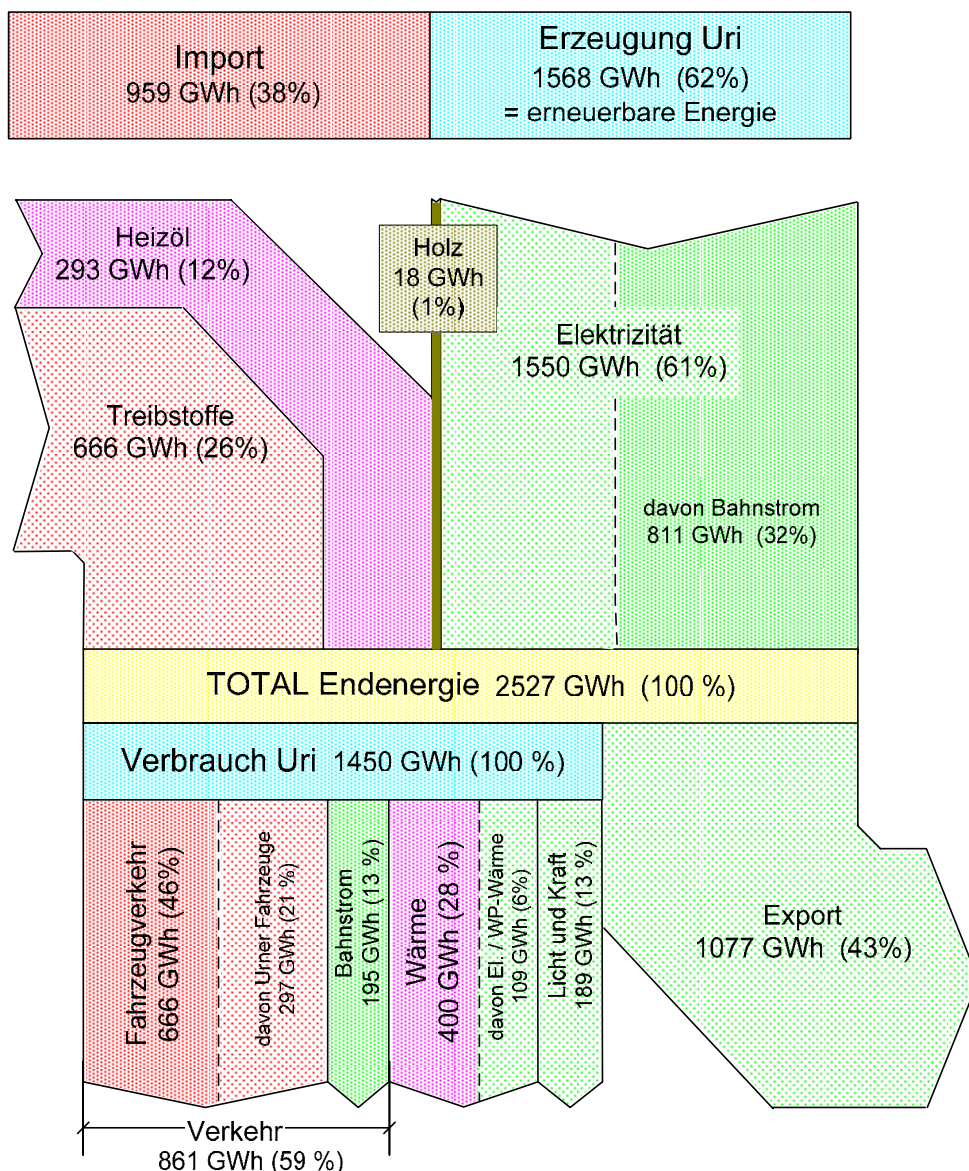 Import
959 GWh (38%)
Erzeugung Uri
1568 GWh (62%)
= erneuerbare Energie
Heizöl
293 GWh (12%)
Holz
18 GWh
(1%)
Treibstoffe
666 GWh (26%)
Elektrizität
1550 GWh (61%)
davon Bahnstrom
811 GWh (32%)
TOTAL Endenergie 2527 GWh (100 %)
Verbrauch Uri 1450 GWh (100 %)
Fahrzeugverkehr
666 GWh (46%)
davon Urner Fahrzeuge
297 GWh (21 %)
Bahnstrom
195 GWh (13 %)
Wärme
400 GWh (28 %)
davon El. / WP-Wärme
109 GWh (6%)
Licht und Kraft
189 GWh (13 %)
Export
1077 GWh (43%)
Verkehr
861 GWh (59 %)